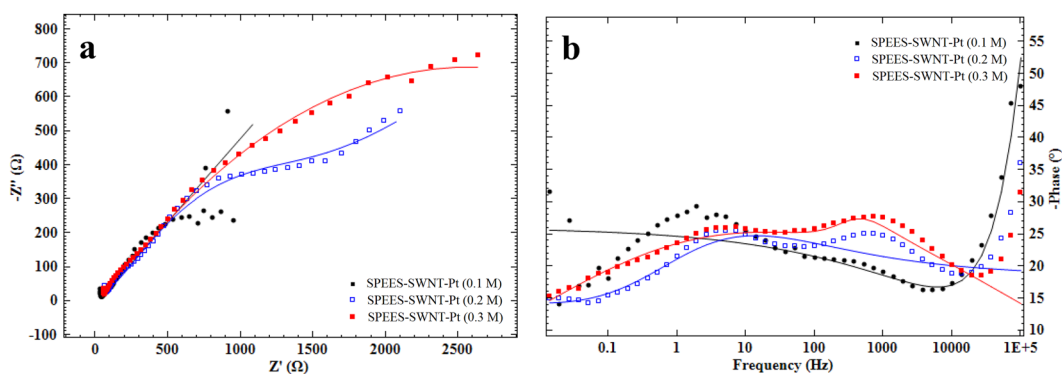 a
800
700
600
500
400
300
200
100
0
-100
-Z'' (Ω)
SPEES-SWNT-Pt (0.1 M)
SPEES-SWNT-Pt (0.2 M)
SPEES-SWNT-Pt (0.3 M)
0 500 1000 1500 2000 2500
Z' (Ω)
b
SPEES-SWNT-Pt (0.1 M)
SPEES-SWNT-Pt (0.2 M)
SPEES-SWNT-Pt (0.3 M)
55
50
45
40
35
30
25
20
15
10
-Phase (°)
0.1 1 10 100 1000 10000 1E+5
Frequency (Hz)